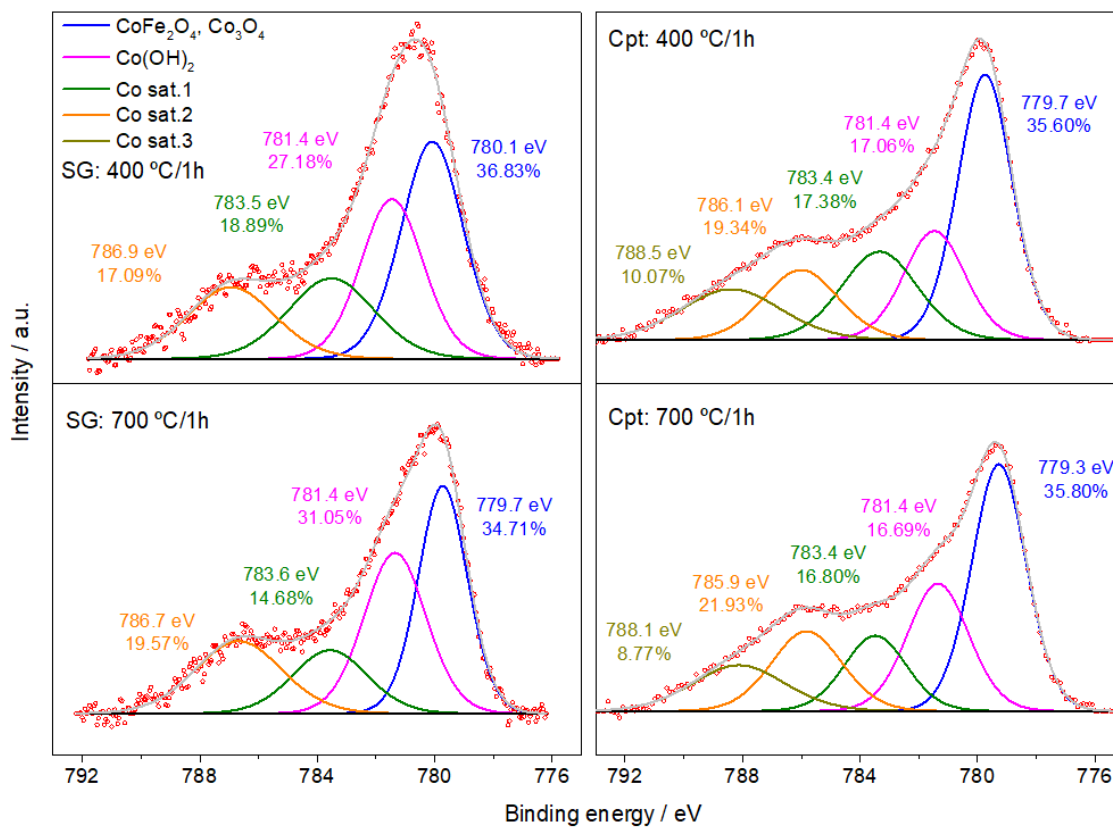 CoFe₂O₄, Co₃O₄
Co(OH)₂
Co sat.1
Co sat.2
Co sat.3
SG: 400 ºC/1h
786.9 eV
17.09%
783.5 eV
18.89%
781.4 eV
27.18%
780.1 eV
36.83%
Cpt: 400 ºC/1h
788.5 eV
10.07%
786.1 eV
19.34%
783.4 eV
17.38%
781.4 eV
17.06%
779.7 eV
35.60%
SG: 700 ºC/1h
786.7 eV
19.57%
783.6 eV
14.68%
781.4 eV
31.05%
779.7 eV
34.71%
Cpt: 700 ºC/1h
788.1 eV
8.77%
785.9 eV
21.93%
783.4 eV
16.80%
781.4 eV
16.69%
779.3 eV
35.80%
Intensity / a.u.
792 788 784 780 776
792 788 784 780 776
Binding energy / eV